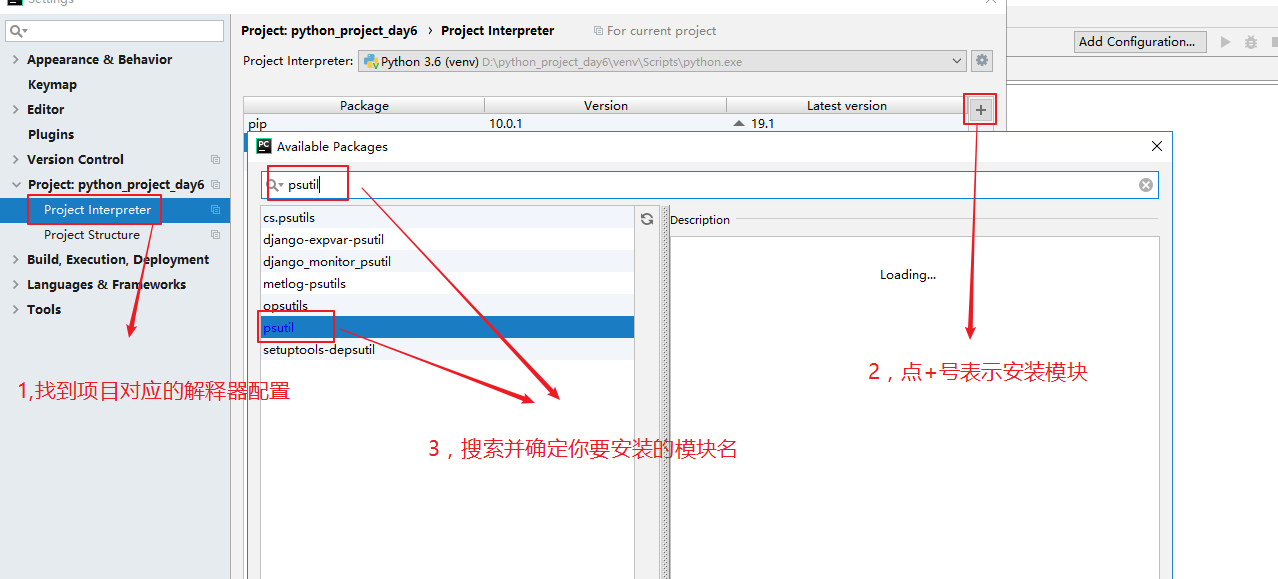 Settings
Project: python_project_day6 › Project Interpreter For current project
Add Configuration...
Appearance & Behavior
Keymap
Editor
Plugins
Version Control
Project: python_project_day6
Project Interpreter
Project Structure
Build, Execution, Deployment
Languages & Frameworks
Tools
Project Interpreter: Python 3.6 (venv) D:\python_project_day6\venv\Scripts\python.exe
Package Version Latest version
+
pip 10.0.1 19.1
PC Available Packages
psutil
cs.psutils
django-expvar-psutil
django_monitor_psutil
metlog-psutils
opsutils
psutil
setuptools-depsutil
Description
Loading...
1,找到项目对应的解释器配置
2，点+号表示安装模块
3，搜索并确定你要安装的模块名